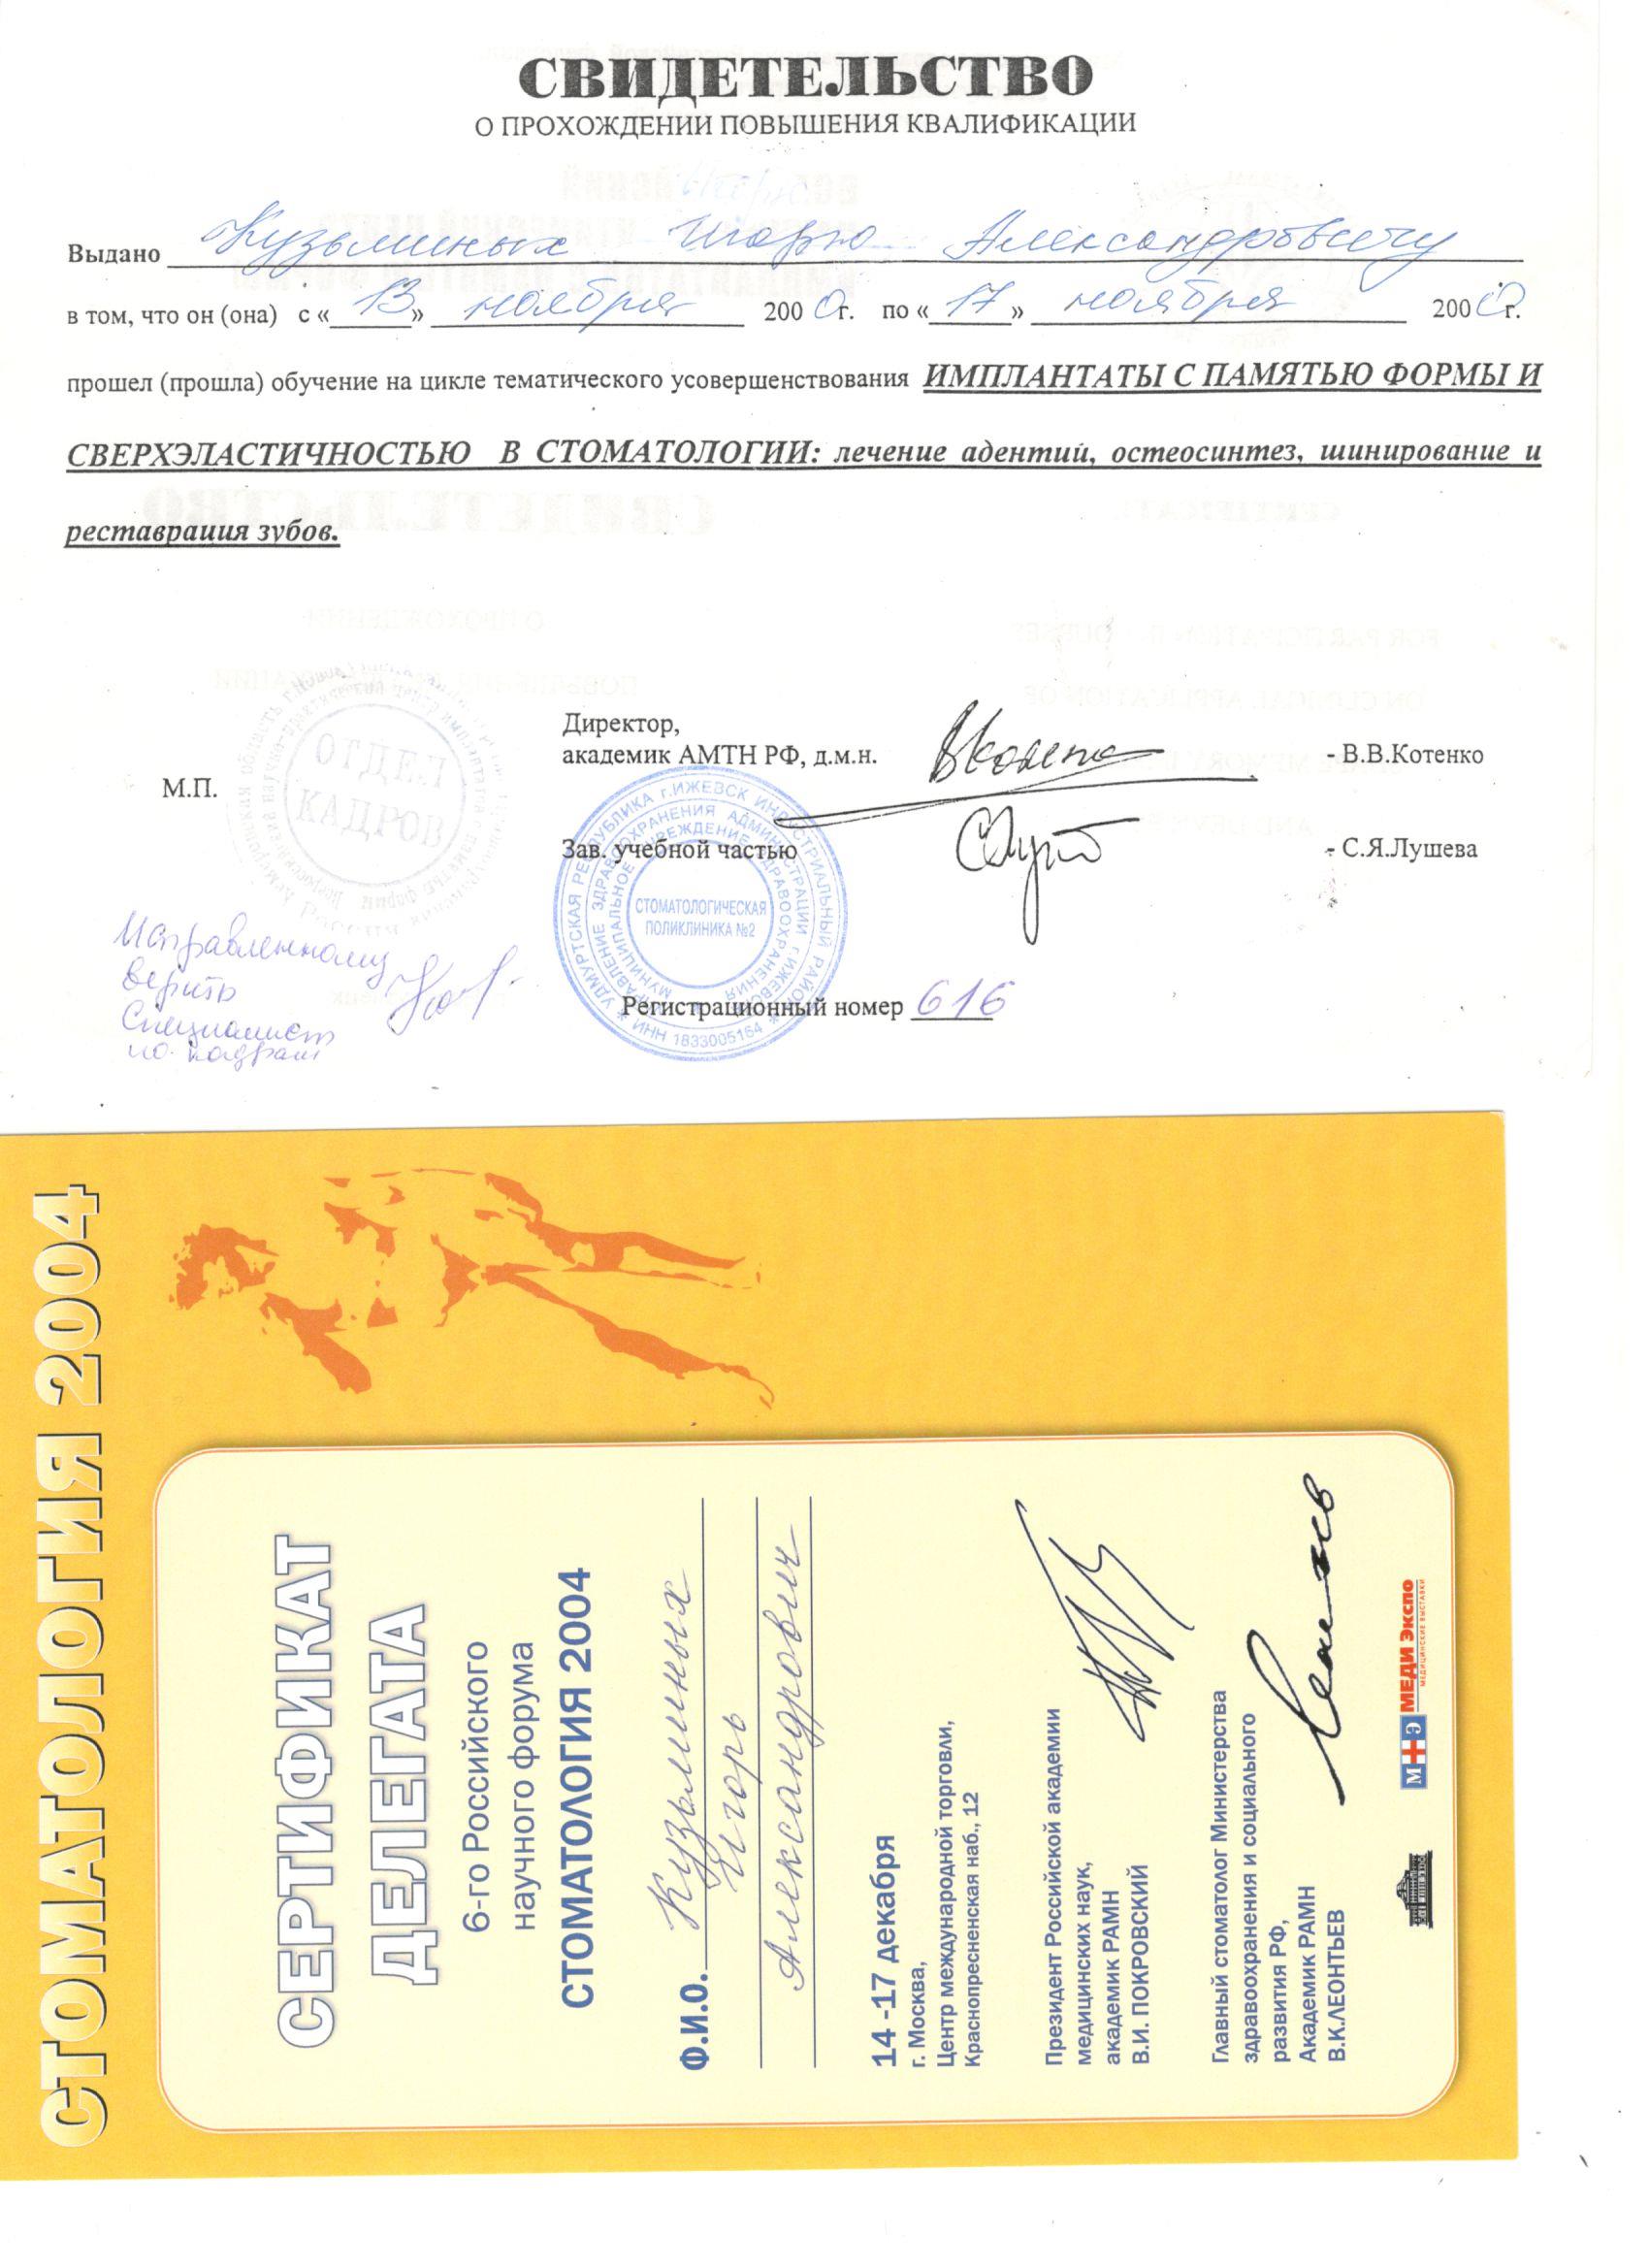 СВИДЕТЕЛЬСТВО
О ПРОХОЖДЕНИИ ПОВЫШЕНИЯ КВАЛИФИКАЦИИ
Выдано Кузьминых Игорю Александровичу
в том, что он (она) с «13» ноября 2000г. по «17» ноября 2000г.
прошел (прошла) обучение на цикле тематического усовершенствования ИМПЛАНТАТЫ С ПАМЯТЬЮ ФОРМЫ И
СВЕРХЭЛАСТИЧНОСТЬЮ В СТОМАТОЛОГИИ: лечение адентий, остеосинтез, шинирование и
реставрация зубов.
Директор,
академик АМТН РФ, д.м.н. - В.В.Котенко
М.П.
ОТДЕЛ
КАДРОВ
Зав. учебной частью - С.Я.Лушева
УДМУРТСКАЯ РЕСПУБЛИКА г.ИЖЕВСК ИНДУСТРИАЛЬНЫЙ РАЙОН
УПРАВЛЕНИЕ ЗДРАВООХРАНЕНИЯ АДМИНИСТРАЦИИ г.ИЖЕВСКА
МУНИЦИПАЛЬНОЕ УЧРЕЖДЕНИЕ ЗДРАВООХРАНЕНИЯ
СТОМАТОЛОГИЧЕСКАЯ
ПОЛИКЛИНИКА №2
ИНН 1833005164
Исправленному
верить
Специалист
по кадрам
Регистрационный номер 616
СТОМАТОЛОГИЯ 2004
СЕРТИФИКАТ
ДЕЛЕГАТА
6-го Российского
научного форума
СТОМАТОЛОГИЯ 2004
Ф.И.О. Кузьминых
Игорь
Александрович
14 -17 декабря
г. Москва,
Центр международной торговли,
Краснопресненская наб., 12
Президент Российской академии
медицинских наук,
академик РАМН
В.И. ПОКРОВСКИЙ
Главный стоматолог Министерства
здравоохранения и социального
развития РФ,
Академик РАМН
В.К.ЛЕОНТЬЕВ
М+Э МЕДИ Экспо
МЕДИЦИНСКИЕ ВЫСТАВКИ